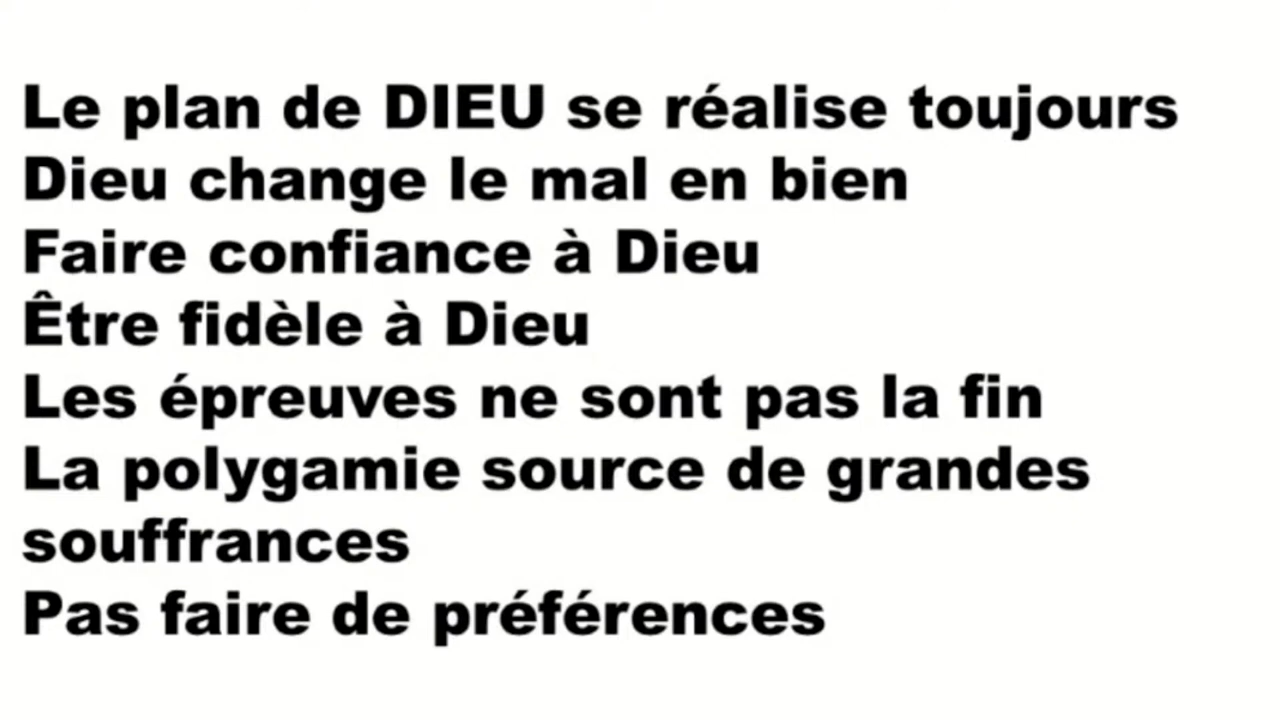 Le plan de DIEU se réalise toujours
Dieu change le mal en bien
Faire confiance à Dieu
Être fidèle à Dieu
Les épreuves ne sont pas la fin
La polygamie source de grandes
souffrances
Pas faire de préférences